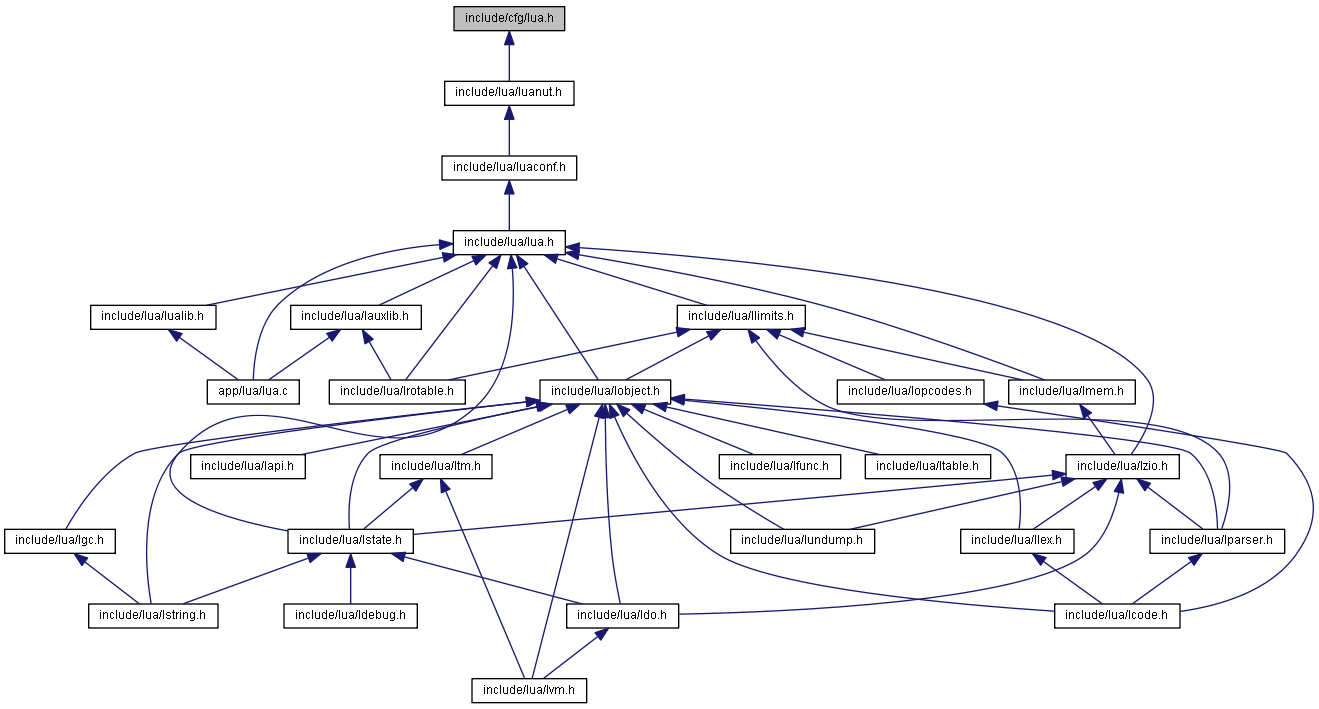 include/cfg/lua.h
include/lua/luanut.h
include/lua/luaconf.h
include/lua/lua.h
include/lua/lualib.h
include/lua/lauxlib.h
include/lua/llimits.h
app/lua/lua.c
include/lua/lrotable.h
include/lua/lobject.h
include/lua/lopcodes.h
include/lua/lmem.h
include/lua/lapi.h
include/lua/ltm.h
include/lua/lfunc.h
include/lua/ltable.h
include/lua/lzio.h
include/lua/lgc.h
include/lua/lstate.h
include/lua/lundump.h
include/lua/llex.h
include/lua/lparser.h
include/lua/lstring.h
include/lua/ldebug.h
include/lua/ldo.h
include/lua/lcode.h
include/lua/lvm.h